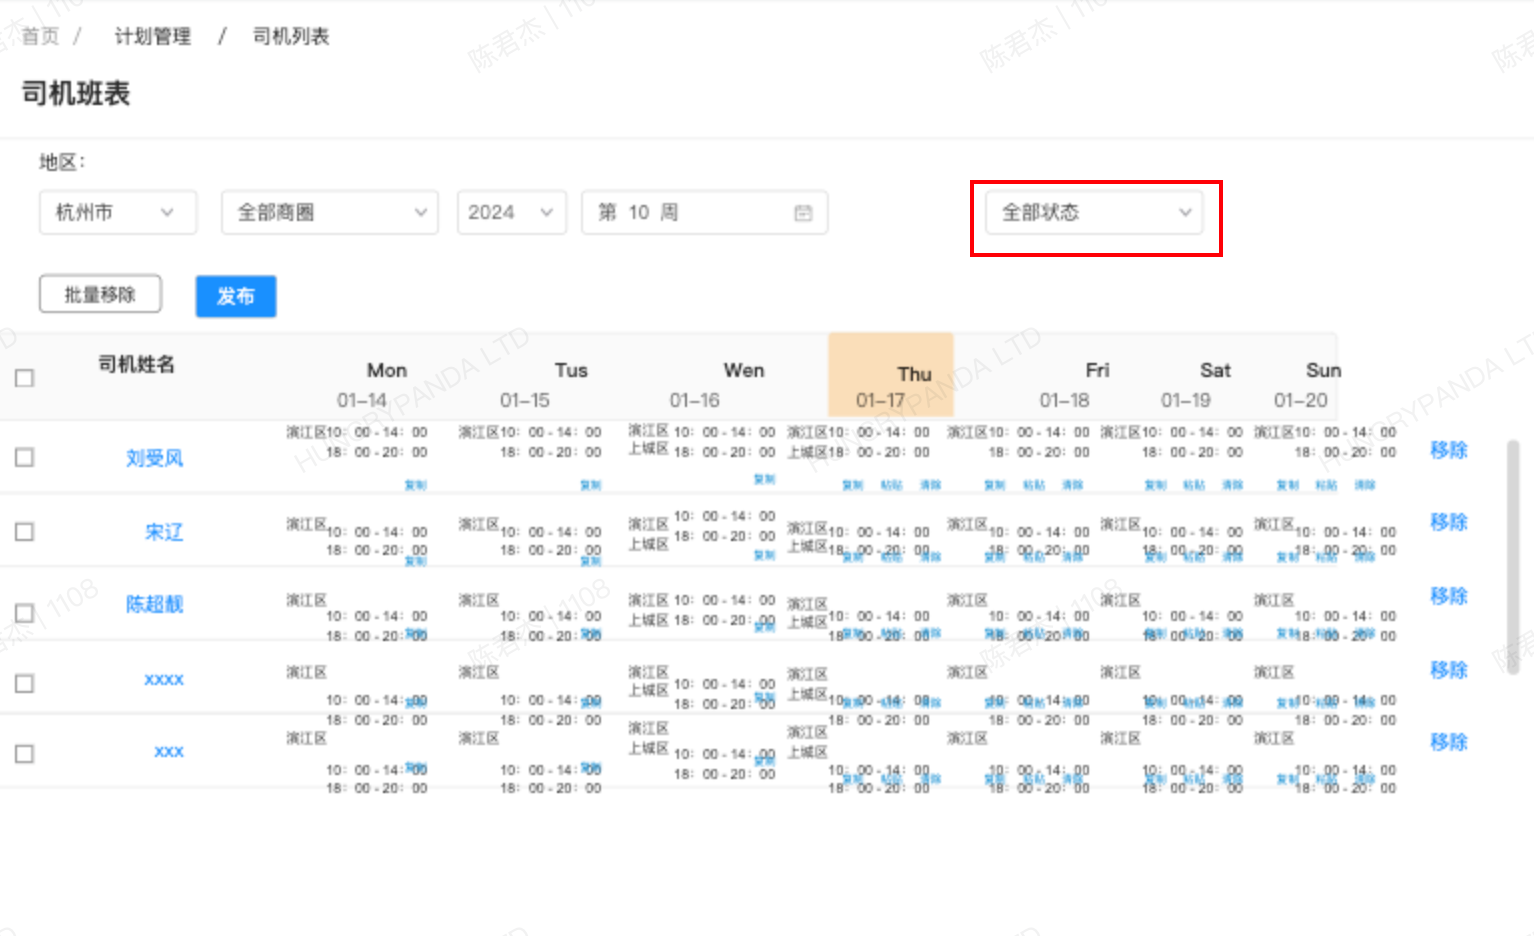 首页 / 计划管理 / 司机列表
司机班表
地区：
杭州市 全部商圈 2024 第 10 周 全部状态
批量移除 发布
司机姓名 Mon Tus Wen Thu Fri Sat Sun
01-14 01-15 01-16 01-17 01-18 01-19 01-20
滨江区10：00-14：00 滨江区10：00-14：00 滨江区 10：00-14：00 滨江区10：00-14：00 滨江区10：00-14：00 滨江区10：00-14：00 滨江区10：00-14：00
18：00-20：00 18：00-20：00 上城区 18：00-20：00 上城区18：00-20：00 18：00-20：00 18：00-20：00 18：00-20：00
刘受风 移除
复制 复制 复制 复制 粘贴 清除 复制 粘贴 清除 复制 粘贴 清除 复制 粘贴 清除
滨江区10：00-14：00 滨江区10：00-14：00 滨江区 10：00-14：00 滨江区10：00-14：00 滨江区10：00-14：00 滨江区10：00-14：00 滨江区10：00-14：00
宋辽 移除
18：00-20：00 18：00-20：00 上城区 18：00-20：00 上城区18：00-20：00 18：00-20：00 18：00-20：00 18：00-20：00
复制 复制 复制 复制 粘贴 清除 复制 粘贴 清除 复制 粘贴 清除 复制 粘贴 清除
陈超靓 移除
滨江区 滨江区 滨江区 10：00-14：00 滨江区 滨江区 滨江区 滨江区
10：00-14：00 10：00-14：00 上城区 18：00-20：00 上城区10：00-14：00 10：00-14：00 10：00-14：00 10：00-14：00
18：00-20：00 18：00-20：00 18：00-20：00 18：00-20：00 18：00-20：00 18：00-20：00
复制 复制 复制 复制 粘贴 清除 复制 粘贴 清除 复制 粘贴 清除 复制 粘贴 清除
xxxx 移除
滨江区 滨江区 滨江区 10：00-14：00 滨江区 滨江区 滨江区 滨江区
10：00-14：00 10：00-14：00 上城区 18：00-20：00 上城区10：00-14：00 10：00-14：00 10：00-14：00 10：00-14：00
复制 复制 复制 复制 粘贴 清除 复制 粘贴 清除 复制 粘贴 清除 复制 粘贴 清除
18：00-20：00 18：00-20：00 18：00-20：00 18：00-20：00 18：00-20：00 18：00-20：00
滨江区 滨江区 滨江区 滨江区 滨江区 滨江区 滨江区
xxx 上城区 10：00-14：00 上城区 移除
10：00-14：00 10：00-14：00 18：00-20：00 10：00-14：00 10：00-14：00 10：00-14：00 10：00-14：00
复制 复制 复制 复制 粘贴 清除 复制 粘贴 清除 复制 粘贴 清除 复制 粘贴 清除
18：00-20：00 18：00-20：00 18：00-20：00 18：00-20：00 18：00-20：00 18：00-20：00
陈君杰 | 1108
HUNGRYPANDA LTD